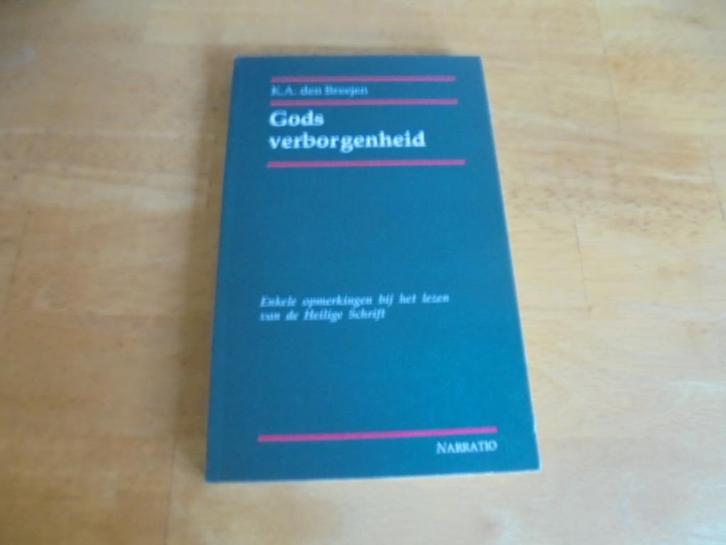 K.A. den Breejen
Gods
verborgenheid
Enkele opmerkingen bij het lezen
van de Heilige Schrift
NARRATIO